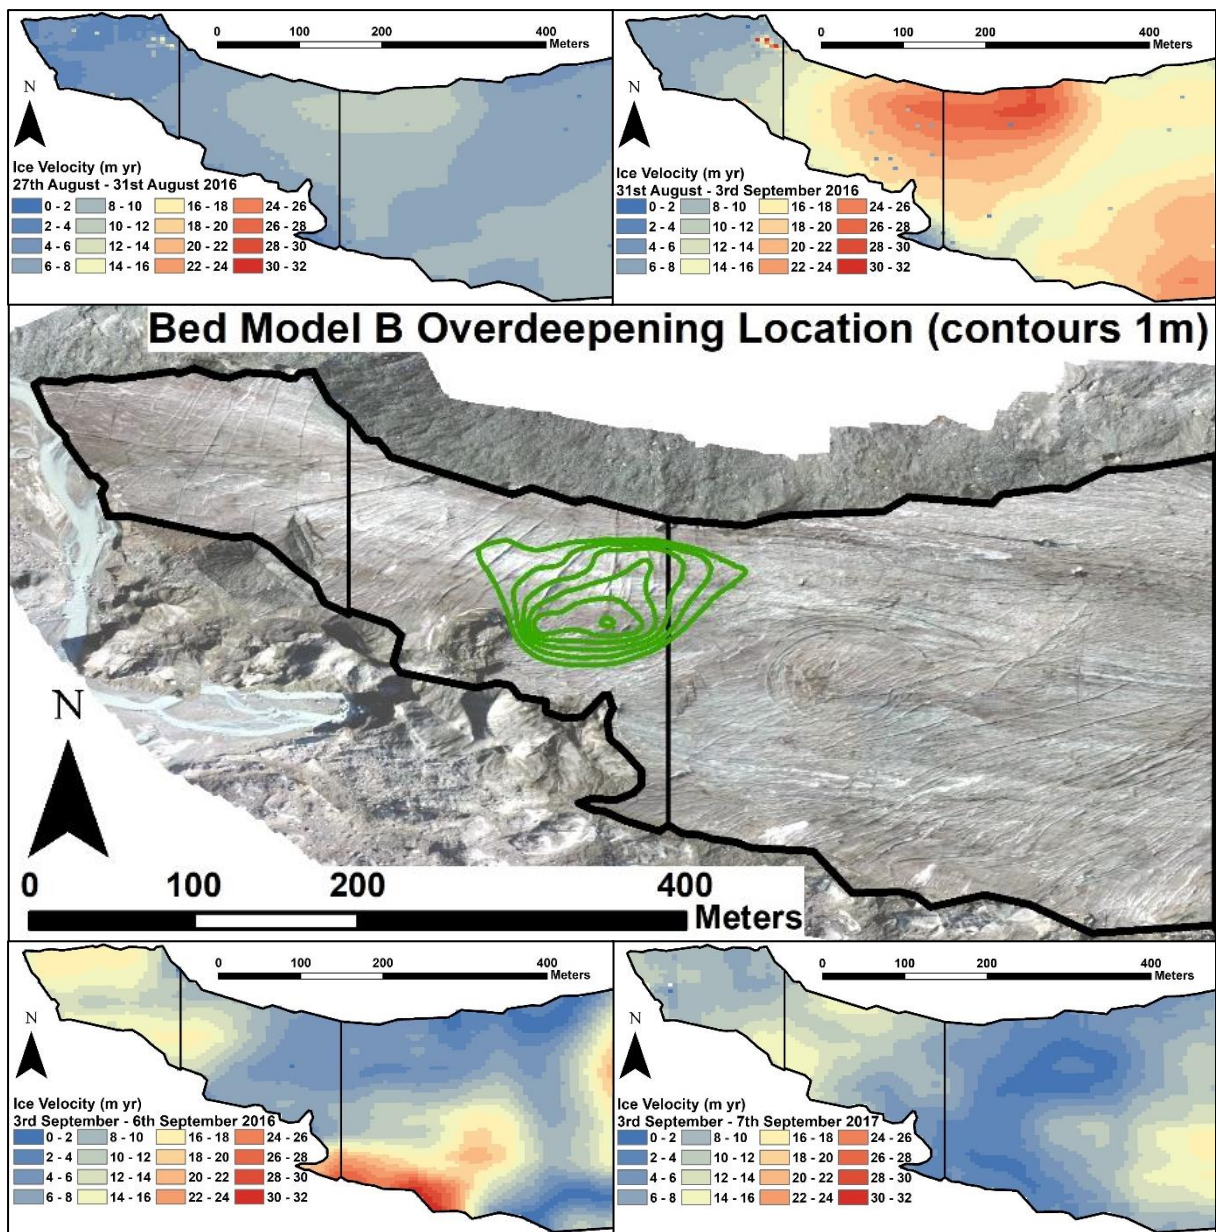 0 100 200 400
Meters
N
Ice Velocity (m yr)
27th August - 31st August 2016
0 - 2 8 - 10 16 - 18 24 - 26
2 - 4 10 - 12 18 - 20 26 - 28
4 - 6 12 - 14 20 - 22 28 - 30
6 - 8 14 - 16 22 - 24 30 - 32
0 100 200 400
Meters
N
Ice Velocity (m yr)
31st August - 3rd September 2016
0 - 2 8 - 10 16 - 18 24 - 26
2 - 4 10 - 12 18 - 20 26 - 28
4 - 6 12 - 14 20 - 22 28 - 30
6 - 8 14 - 16 22 - 24 30 - 32
Bed Model B Overdeepening Location (contours 1m)
N
0 100 200 400
Meters
0 100 200 400
Meters
N
Ice Velocity (m yr)
3rd September - 6th September 2016
0 - 2 8 - 10 16 - 18 24 - 26
2 - 4 10 - 12 18 - 20 26 - 28
4 - 6 12 - 14 20 - 22 28 - 30
6 - 8 14 - 16 22 - 24 30 - 32
0 100 200 400
Meters
N
Ice Velocity (m yr)
3rd September - 7th September 2017
0 - 2 8 - 10 16 - 18 24 - 26
2 - 4 10 - 12 18 - 20 26 - 28
4 - 6 12 - 14 20 - 22 28 - 30
6 - 8 14 - 16 22 - 24 30 - 32